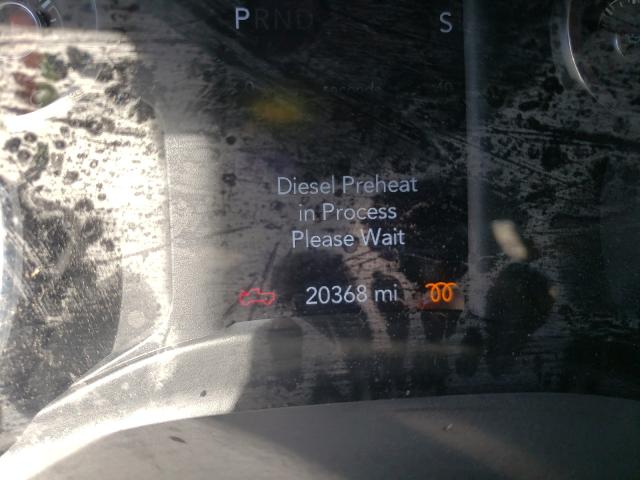 PRND S
Diesel Preheat
in Process
Please Wait
20368 mi